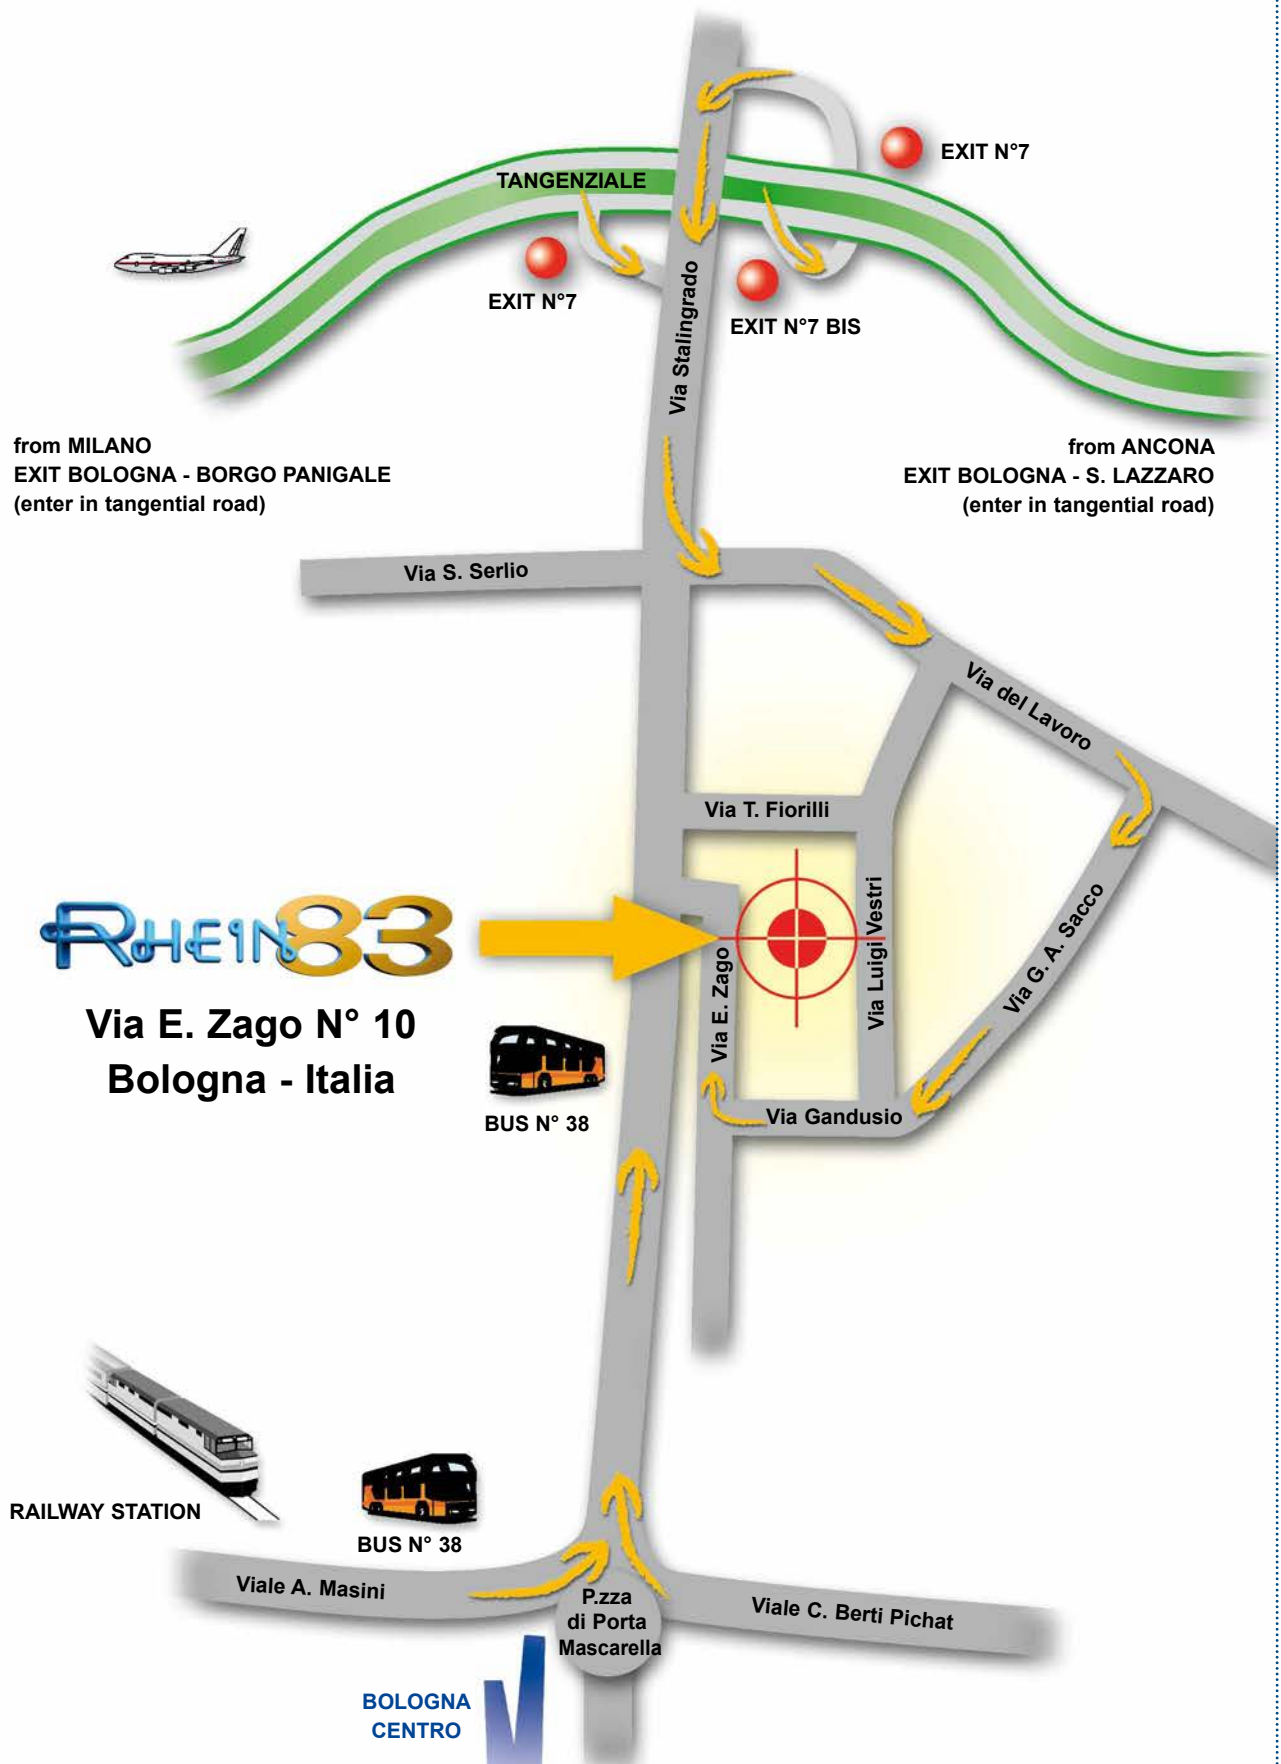 EXIT N°7
TANGENZIALE
EXIT N°7
EXIT N°7 BIS
Via Stalingrado
from MILANO
EXIT BOLOGNA - BORGO PANIGALE
(enter in tangential road)
from ANCONA
EXIT BOLOGNA - S. LAZZARO
(enter in tangential road)
Via S. Serlio
Via del Lavoro
Via T. Fiorilli
RHEIN83
Via E. Zago N° 10
Bologna - Italia
Via E. Zago
Via Luigi Vestri
Via G. A. Sacco
BUS N° 38
Via Gandusio
RAILWAY STATION
BUS N° 38
Viale A. Masini
P.zza
di Porta
Mascarella
Viale C. Berti Pichat
BOLOGNA
CENTRO